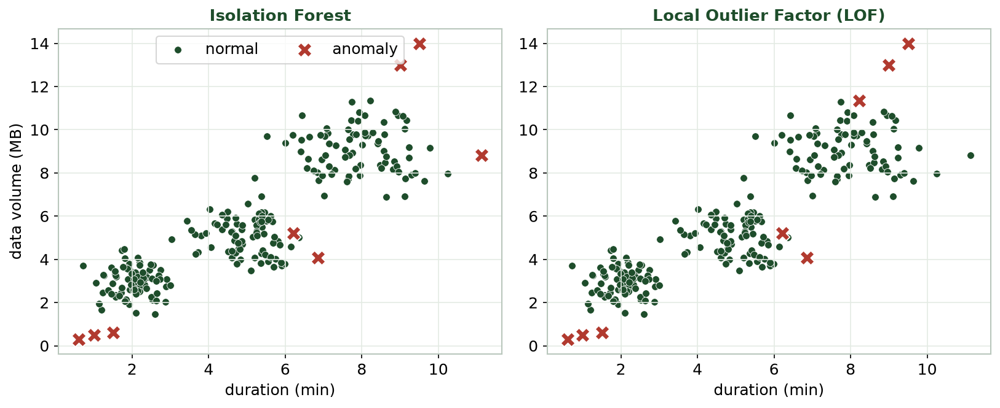 Isolation Forest
normal anomaly
14
12
10
8
6
4
2
0
data volume (MB)
2 4 6 8 10
duration (min)
Local Outlier Factor (LOF)
14
12
10
8
6
4
2
0
2 4 6 8 10
duration (min)